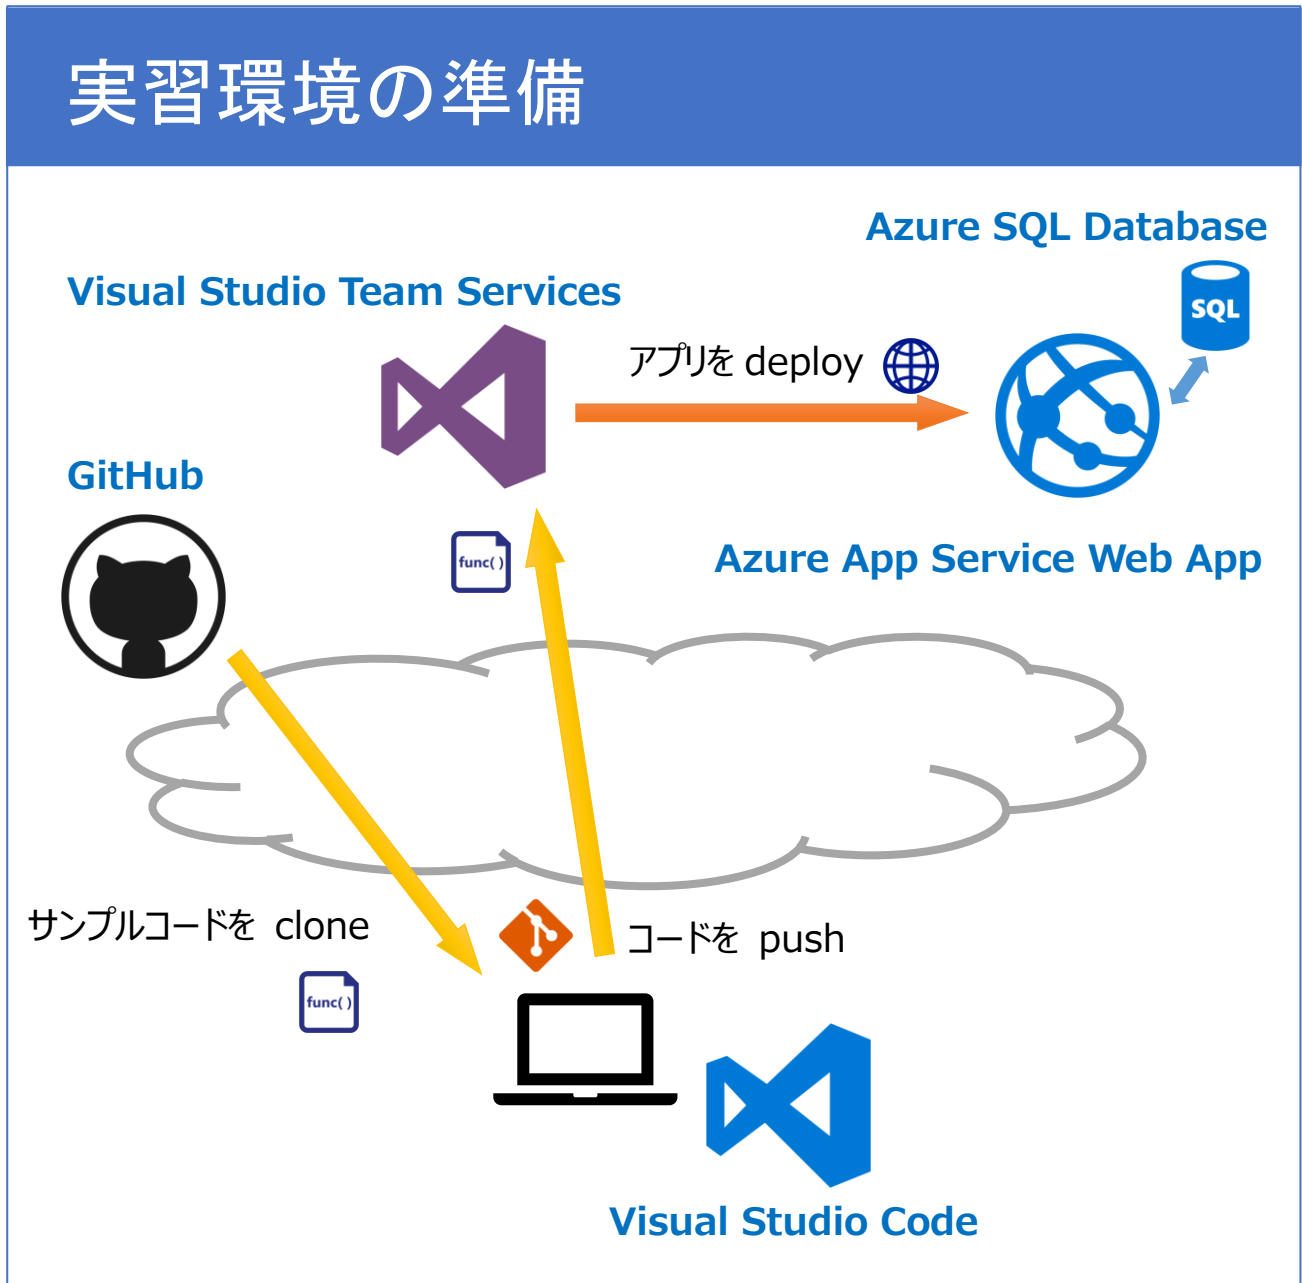 実習環境の準備
Azure SQL Database
SQL
Visual Studio Team Services
アプリを deploy
GitHub
func( )
Azure App Service Web App
サンプルコードを clone
コードを push
func( )
Visual Studio Code